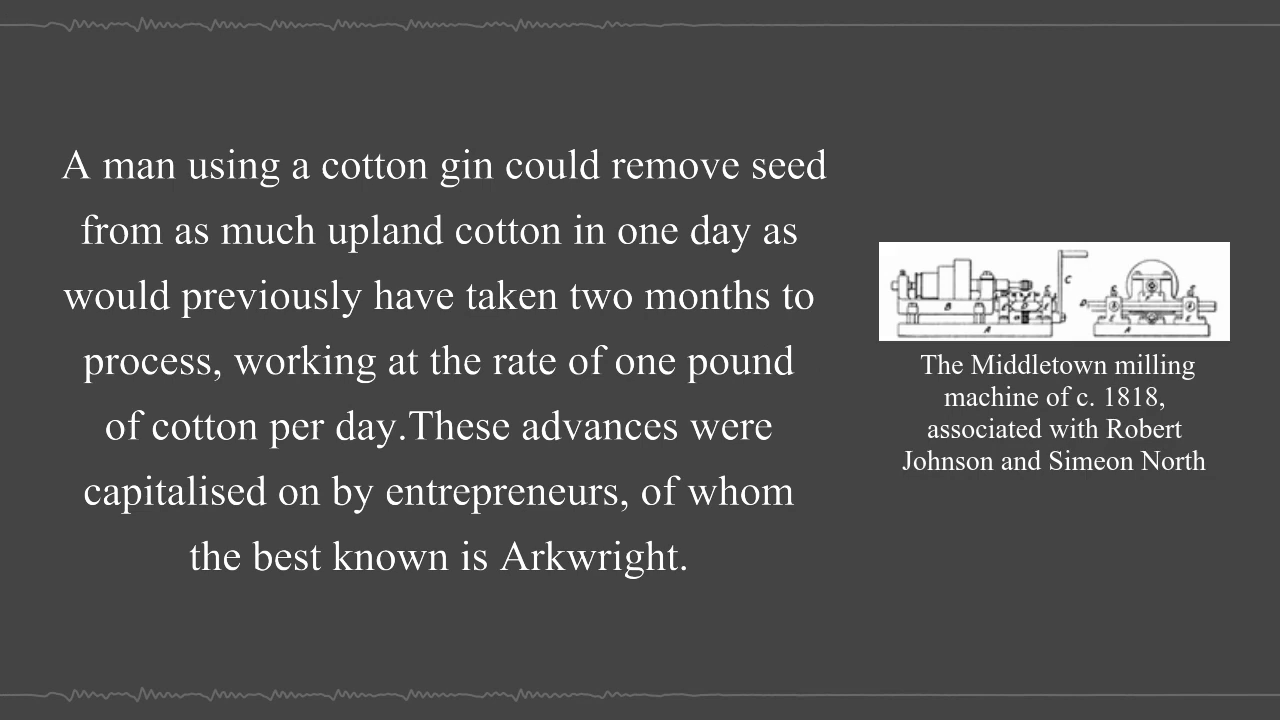 A man using a cotton gin could remove seed
from as much upland cotton in one day as
would previously have taken two months to
process, working at the rate of one pound
of cotton per day.These advances were
capitalised on by entrepreneurs, of whom
the best known is Arkwright.
The Middletown milling
machine of c. 1818,
associated with Robert
Johnson and Simeon North